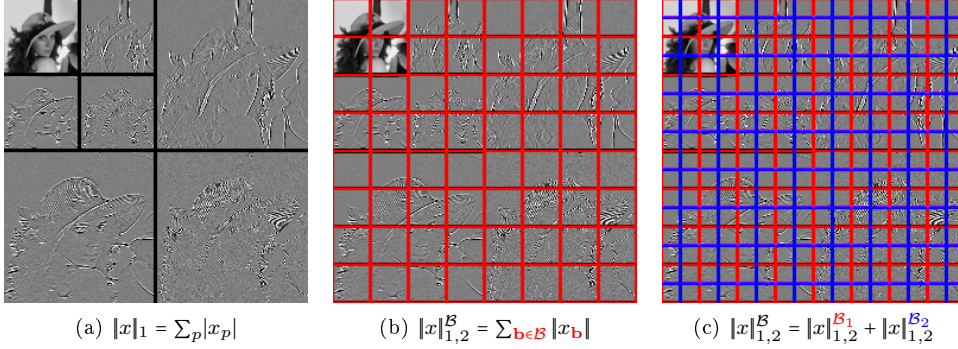 (a) ‖x‖₁ = ∑ₚ|xₚ|
(b) ‖x‖ᴮ₁,₂ = ∑_{b∈B} ‖x_b‖
(c) ‖x‖ᴮ₁,₂ = ‖x‖^{B₁}₁,₂ + ‖x‖^{B₂}₁,₂